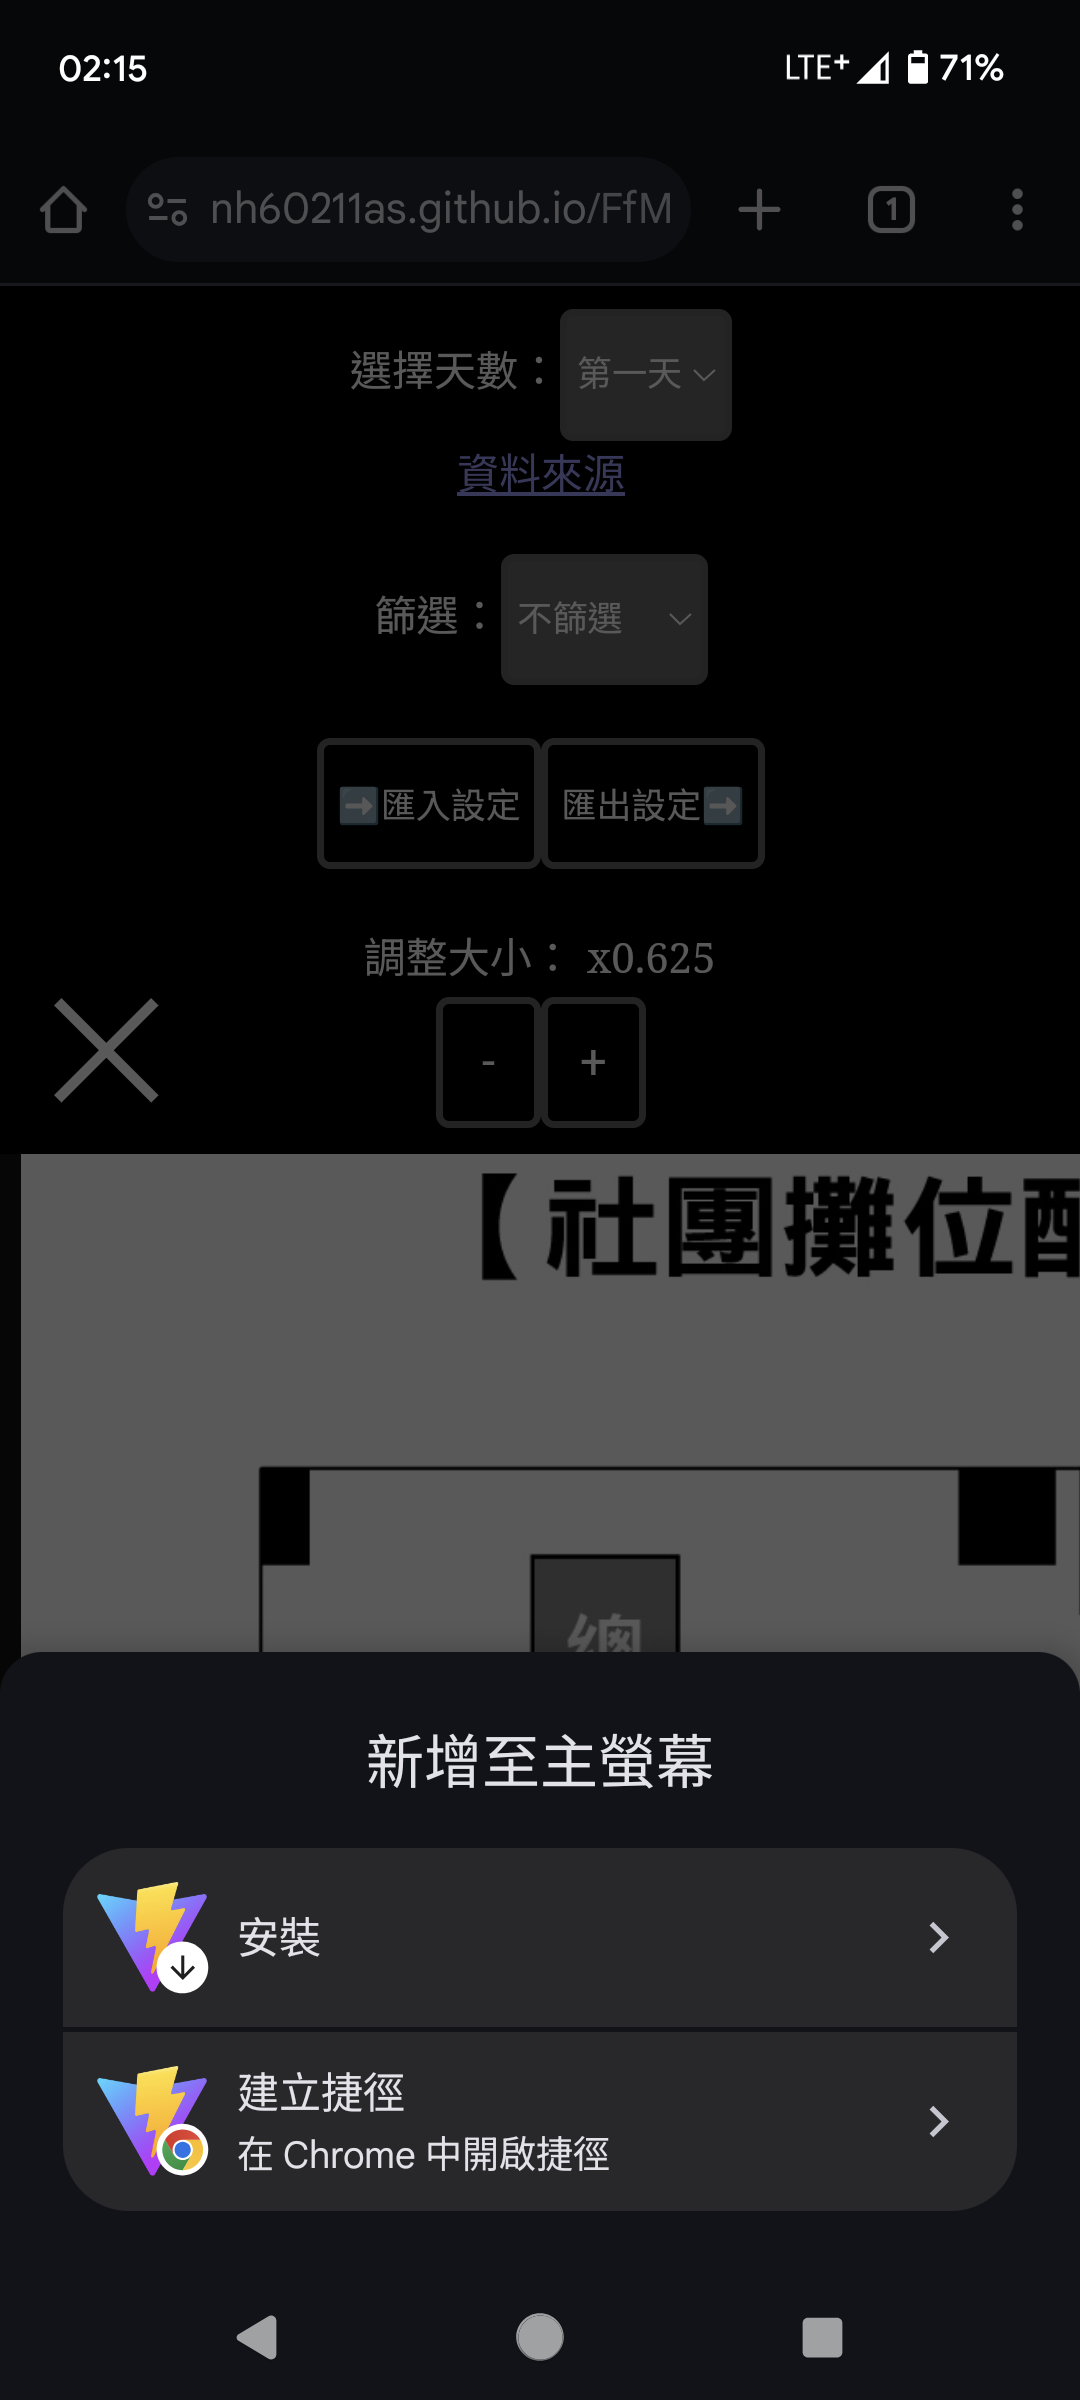 02:15 LTE+ 71%
nh60211as.github.io/FfM 1
選擇天數： 第一天
資料來源
篩選： 不篩選
➡️匯入設定 匯出設定➡️
調整大小： x0.625
- +
【社團攤位配
總
新增至主螢幕
安裝
建立捷徑
在 Chrome 中開啟捷徑